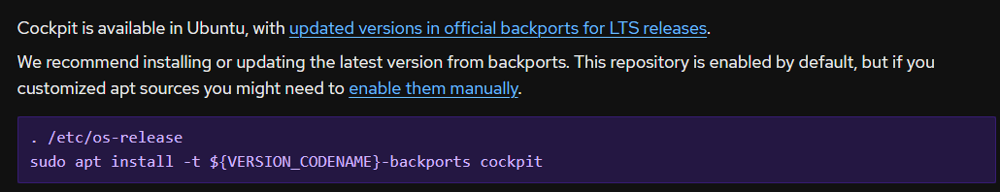 Cockpit is available in Ubuntu, with updated versions in official backports for LTS releases.
We recommend installing or updating the latest version from backports. This repository is enabled by default, but if you
customized apt sources you might need to enable them manually.
. /etc/os-release
sudo apt install -t ${VERSION_CODENAME}-backports cockpit